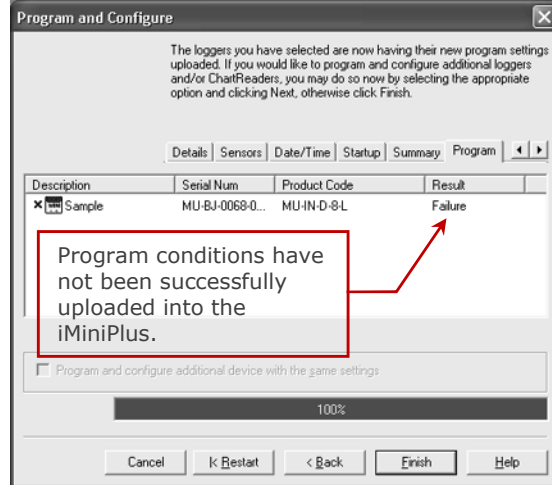 Program and Configure
The loggers you have selected are now having their new program settings
uploaded. If you would like to program and configure additional loggers
and/or ChartReaders, you may do so now by selecting the appropriate
option and clicking Next, otherwise click Finish.
Details Sensors Date/Time Startup Summary Program
Description Serial Num Product Code Result
Sample MU-BJ-0068-0... MU-IN-D-8-L Failure
Program conditions have
not been successfully
uploaded into the
iMiniPlus.
Program and configure additional device with the same settings
100%
Cancel |< Restart < Back Finish Help